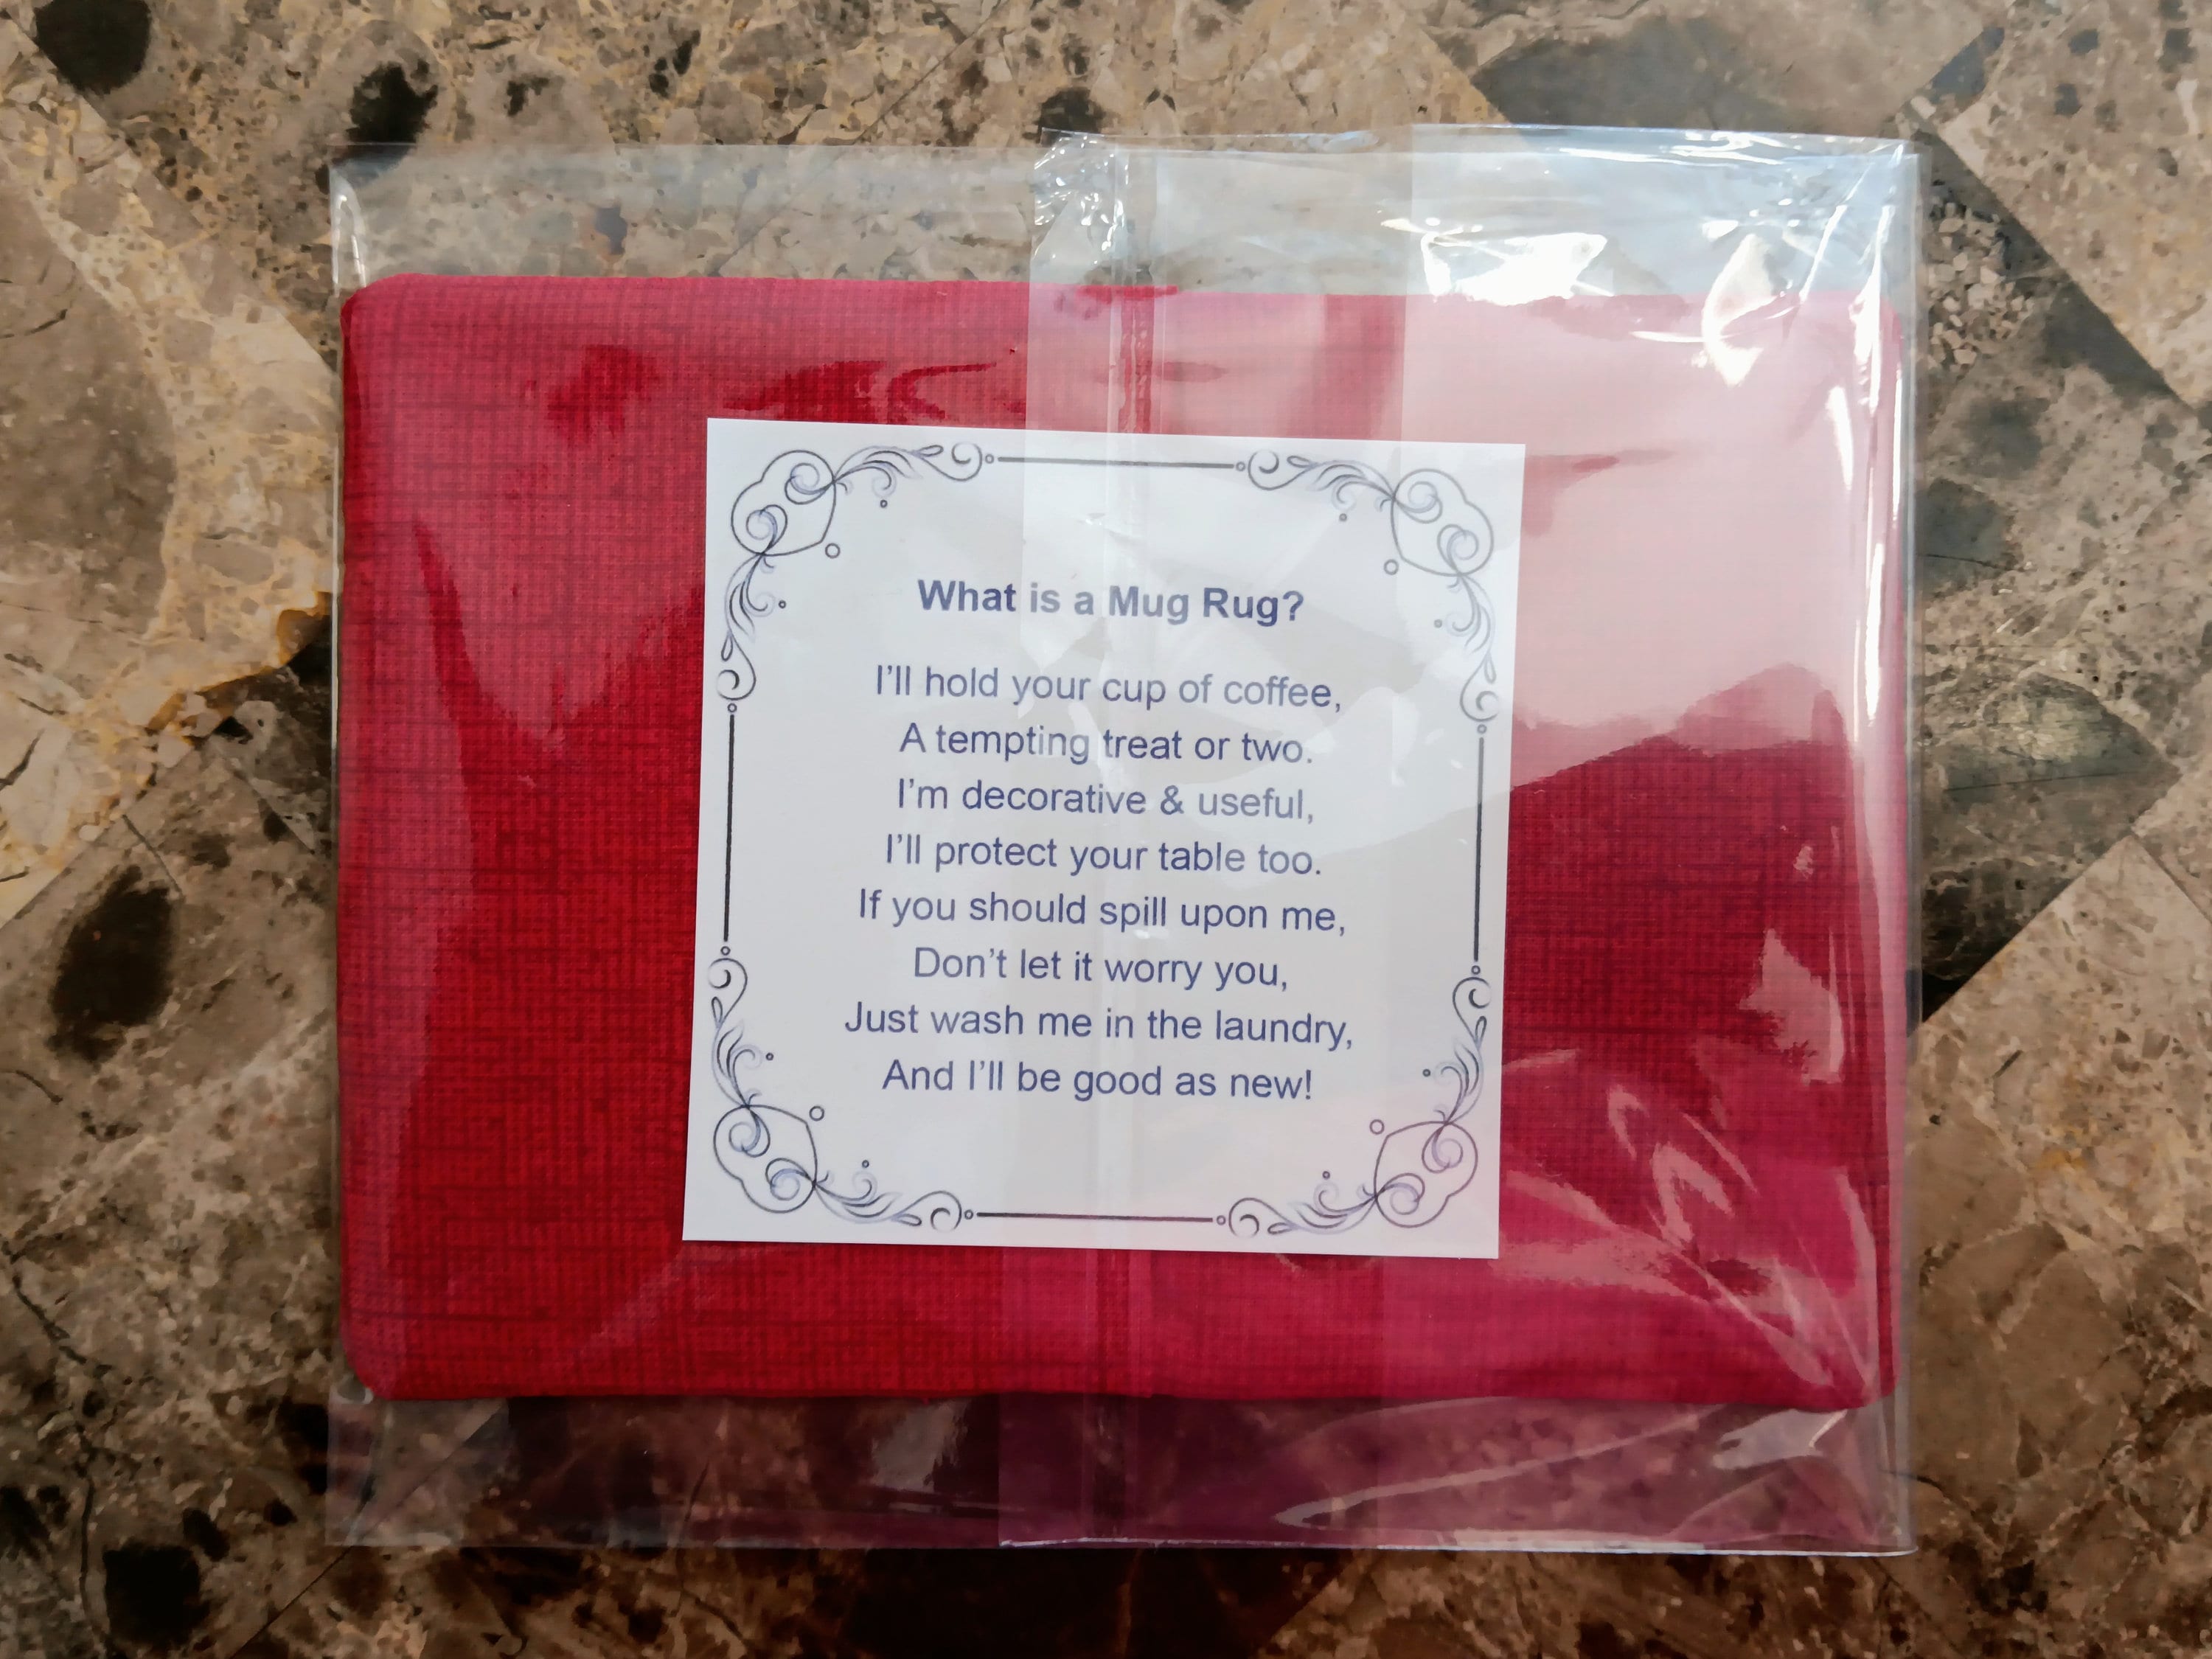 What is a Mug Rug?
I'll hold your cup of coffee,
A tempting treat or two.
I'm decorative & useful,
I'll protect your table too.
If you should spill upon me,
Don't let it worry you,
Just wash me in the laundry,
And I'll be good as new!